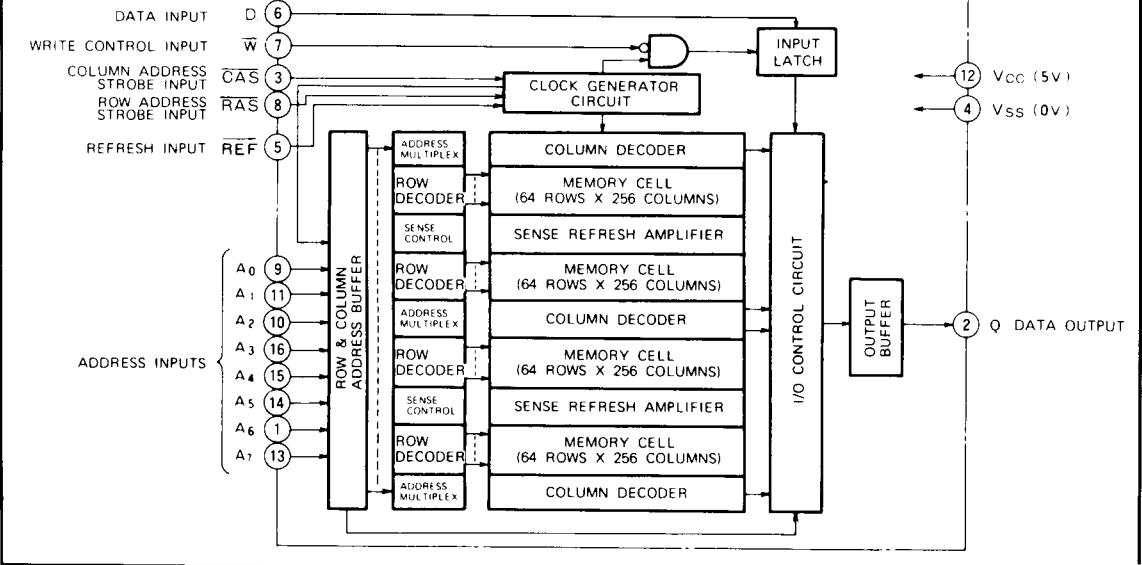 DATA INPUT D 6
WRITE CONTROL INPUT W 7
COLUMN ADDRESS STROBE INPUT CAS 3
ROW ADDRESS STROBE INPUT RAS 8
REFRESH INPUT REF 5
ADDRESS INPUTS
A0 9
A1 11
A2 10
A3 16
A4 15
A5 14
A6 1
A7 13
ROW & COLUMN
ADDRESS BUFFER
CLOCK GENERATOR
CIRCUIT
INPUT
LATCH
12 VCC (5V)
4 VSS (0V)
ADDRESS
MULTIPLEX
COLUMN DECODER
ROW
DECODER
MEMORY CELL
(64 ROWS X 256 COLUMNS)
SENSE
CONTROL
SENSE REFRESH AMPLIFIER
ROW
DECODER
MEMORY CELL
(64 ROWS X 256 COLUMNS)
ADDRESS
MULTIPLEX
COLUMN DECODER
ROW
DECODER
MEMORY CELL
(64 ROWS X 256 COLUMNS)
SENSE
CONTROL
SENSE REFRESH AMPLIFIER
ROW
DECODER
MEMORY CELL
(64 ROWS X 256 COLUMNS)
ADDRESS
MULTIPLEX
COLUMN DECODER
I/O CONTROL CIRCUIT
OUTPUT
BUFFER
2 Q DATA OUTPUT